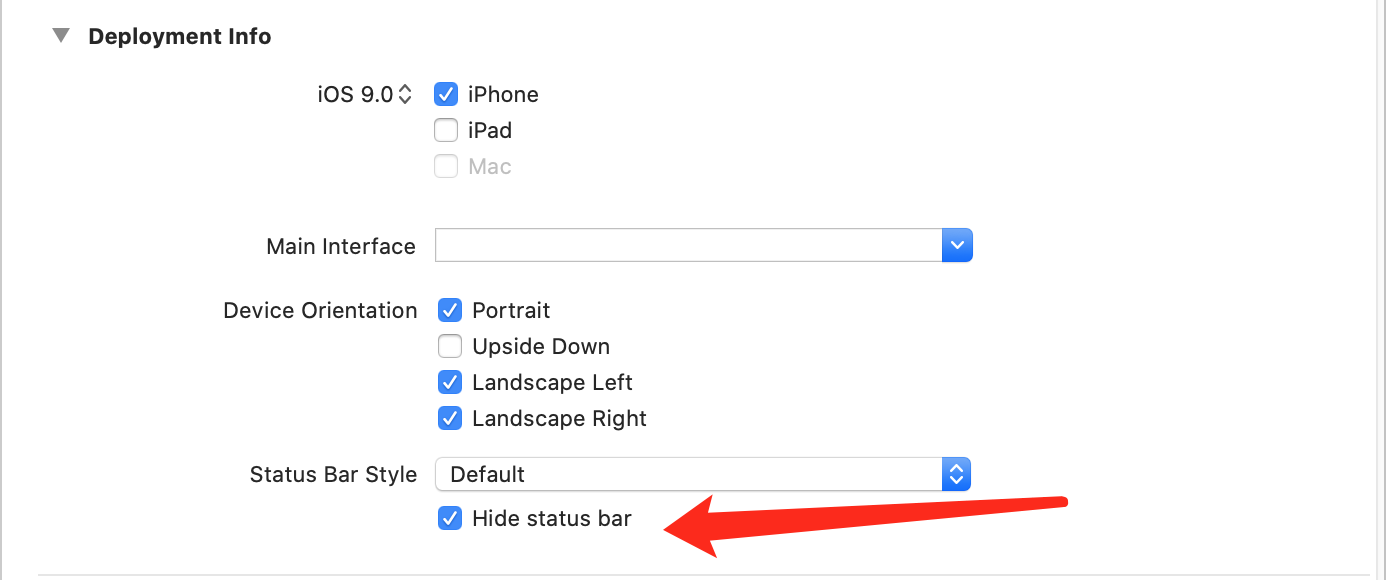 Deployment Info
iOS 9.0 iPhone
iPad
Mac
Main Interface
Device Orientation Portrait
Upside Down
Landscape Left
Landscape Right
Status Bar Style Default
Hide status bar